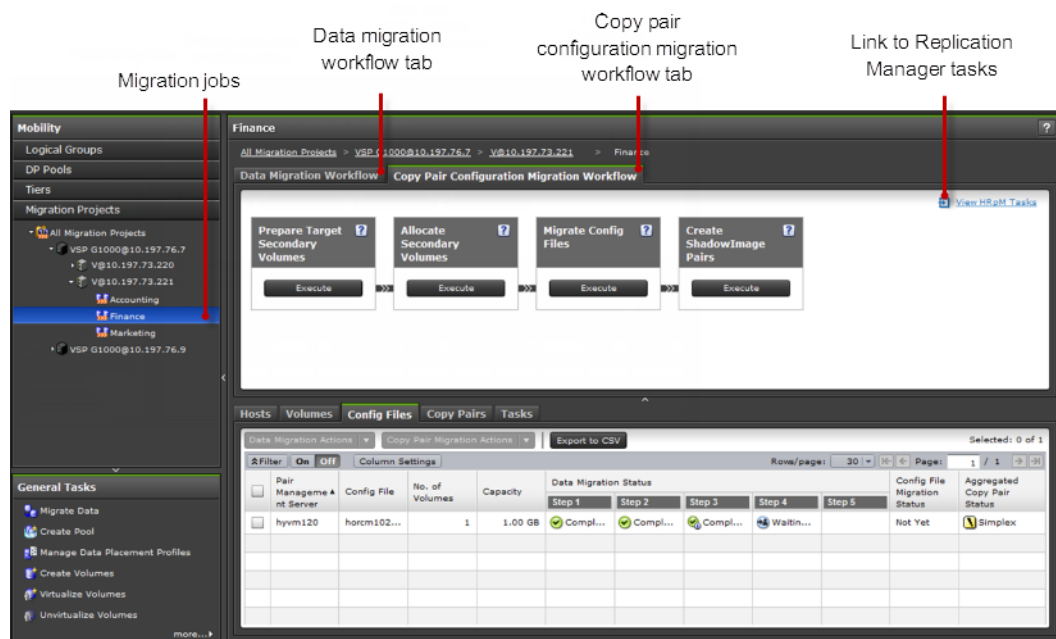 Copy pair
Data migration
configuration migration
Link to Replication
workflow tab
workflow tab
Manager tasks
Migration jobs
Mobility
Logical Groups
DP Pools
Tiers
Migration Projects
All Migration Projects
VSP G1000@10.197.76.7
V@10.197.73.220
V@10.197.73.221
Accounting
Finance
Marketing
VSP G1000@10.197.76.9
General Tasks
Migrate Data
Create Pool
Manage Data Placement Profiles
Create Volumes
Virtualize Volumes
Unvirtualize Volumes
more...
Finance
?
All Migration Projects > VSP G1000@10.197.76.7 > V@10.197.73.221 > Finance
Data Migration Workflow
Copy Pair Configuration Migration Workflow
View HRpM Tasks
Prepare Target
Secondary
Volumes
?
Execute
Allocate
Secondary
Volumes
?
Execute
Migrate Config
Files
?
Execute
Create
ShadowImage
Pairs
?
Execute
Hosts Volumes Config Files Copy Pairs Tasks
Data Migration Actions Copy Pair Migration Actions Export to CSV Selected: 0 of 1
Filter On Off Column Settings Rows/page: 30 Page: 1 / 1
Pair
Manageme
nt Server
Config File
No. of
Volumes
Capacity
Data Migration Status
Step 1 Step 2 Step 3 Step 4 Step 5
Config File
Migration
Status
Aggregated
Copy Pair
Status
hyvm120 horcm102... 1 1.00 GB Compl... Compl... Compl... Waitin... Not Yet Simplex